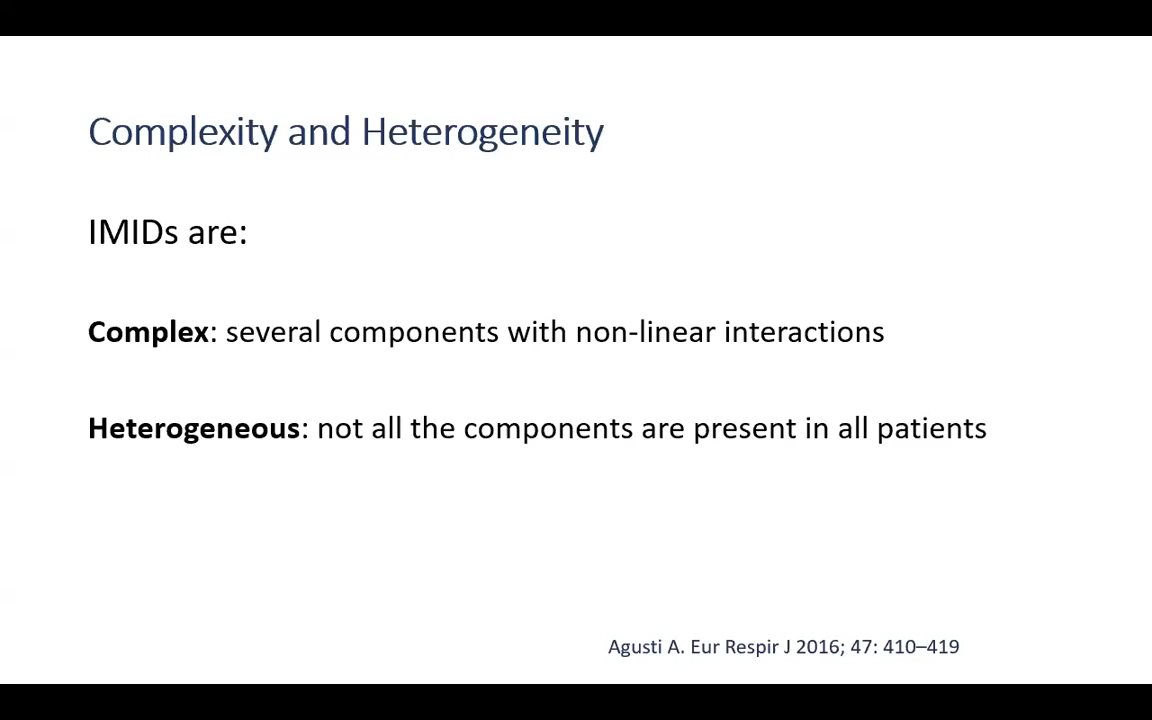 Complexity and Heterogeneity
IMIDs are:
Complex: several components with non-linear interactions
Heterogeneous: not all the components are present in all patients
Agusti A. Eur Respir J 2016; 47: 410–419